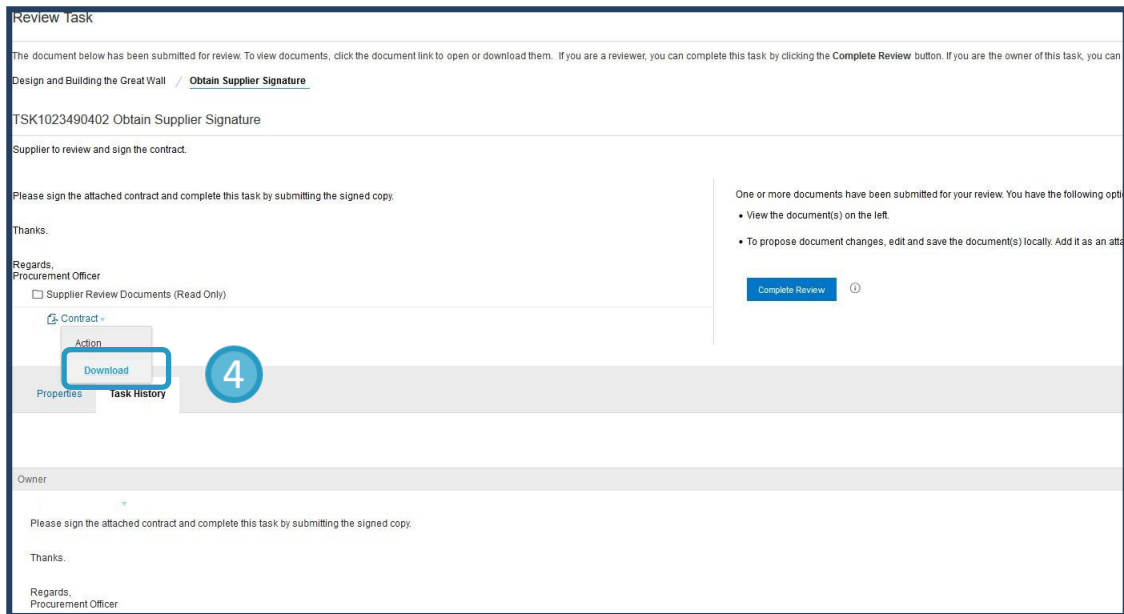 Review Task
The document below has been submitted for review. To view documents, click the document link to open or download them. If you are a reviewer, you can complete this task by clicking the Complete Review button. If you are the owner of this task, you can
Design and Building the Great Wall / Obtain Supplier Signature
TSK1023490402 Obtain Supplier Signature
Supplier to review and sign the contract.
Please sign the attached contract and complete this task by submitting the signed copy.
Thanks.
Regards,
Procurement Officer
Supplier Review Documents (Read Only)
Contract
Action
Download
4
One or more documents have been submitted for your review. You have the following opti
• View the document(s) on the left.
• To propose document changes, edit and save the document(s) locally. Add it as an atta
Complete Review
Properties Task History
Owner
Please sign the attached contract and complete this task by submitting the signed copy.
Thanks.
Regards,
Procurement Officer